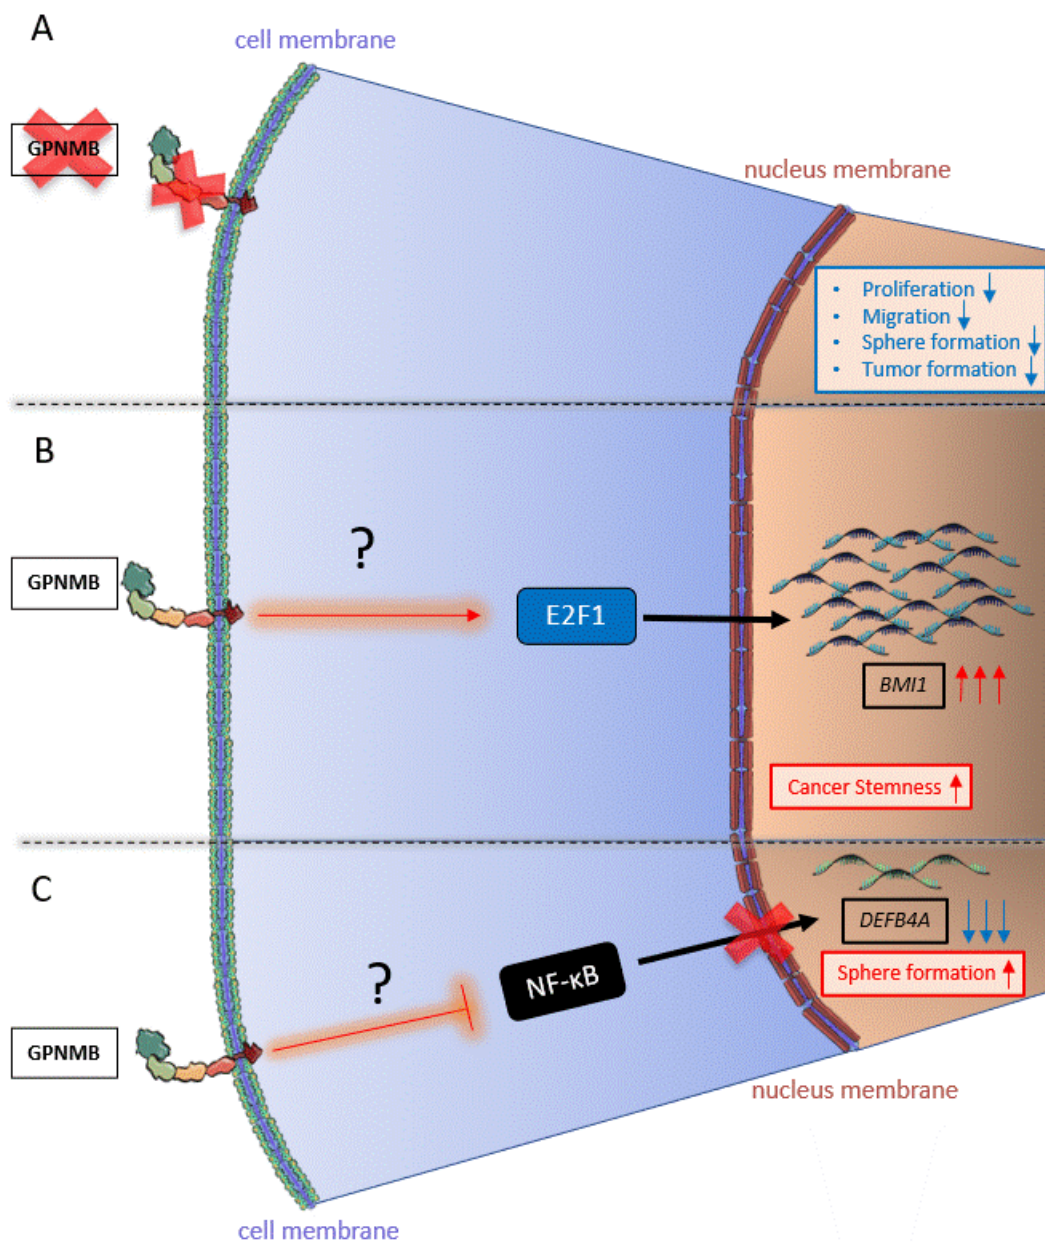 A
cell membrane
GPNMB
nucleus membrane
• Proliferation ↓
• Migration ↓
• Sphere formation ↓
• Tumor formation ↓
B
?
GPNMB
E2F1
BMI1 ↑↑↑
Cancer Stemness ↑
C
DEFB4A ↓↓↓
?
NF-κB
Sphere formation ↑
GPNMB
nucleus membrane
cell membrane